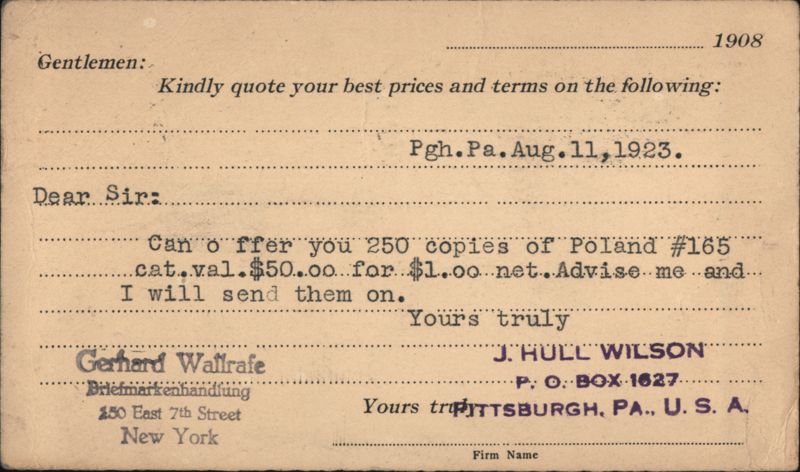 1908
Gentlemen:
Kindly quote your best prices and terms on the following:
Pgh.Pa.Aug.11,1923.
Dear Sir:
Can o ffer you 250 copies of Poland #165
cat.val.$50.oo for $1.oo net.Advise me and
I will send them on.
Yours truly
J. HULL WILSON
P. O. BOX 1627
PITTSBURGH, PA., U. S. A.
Gerhard Wallrafe
Briefmarkenhandlung
250 East 7th Street
New York
Yours truly,
Firm Name